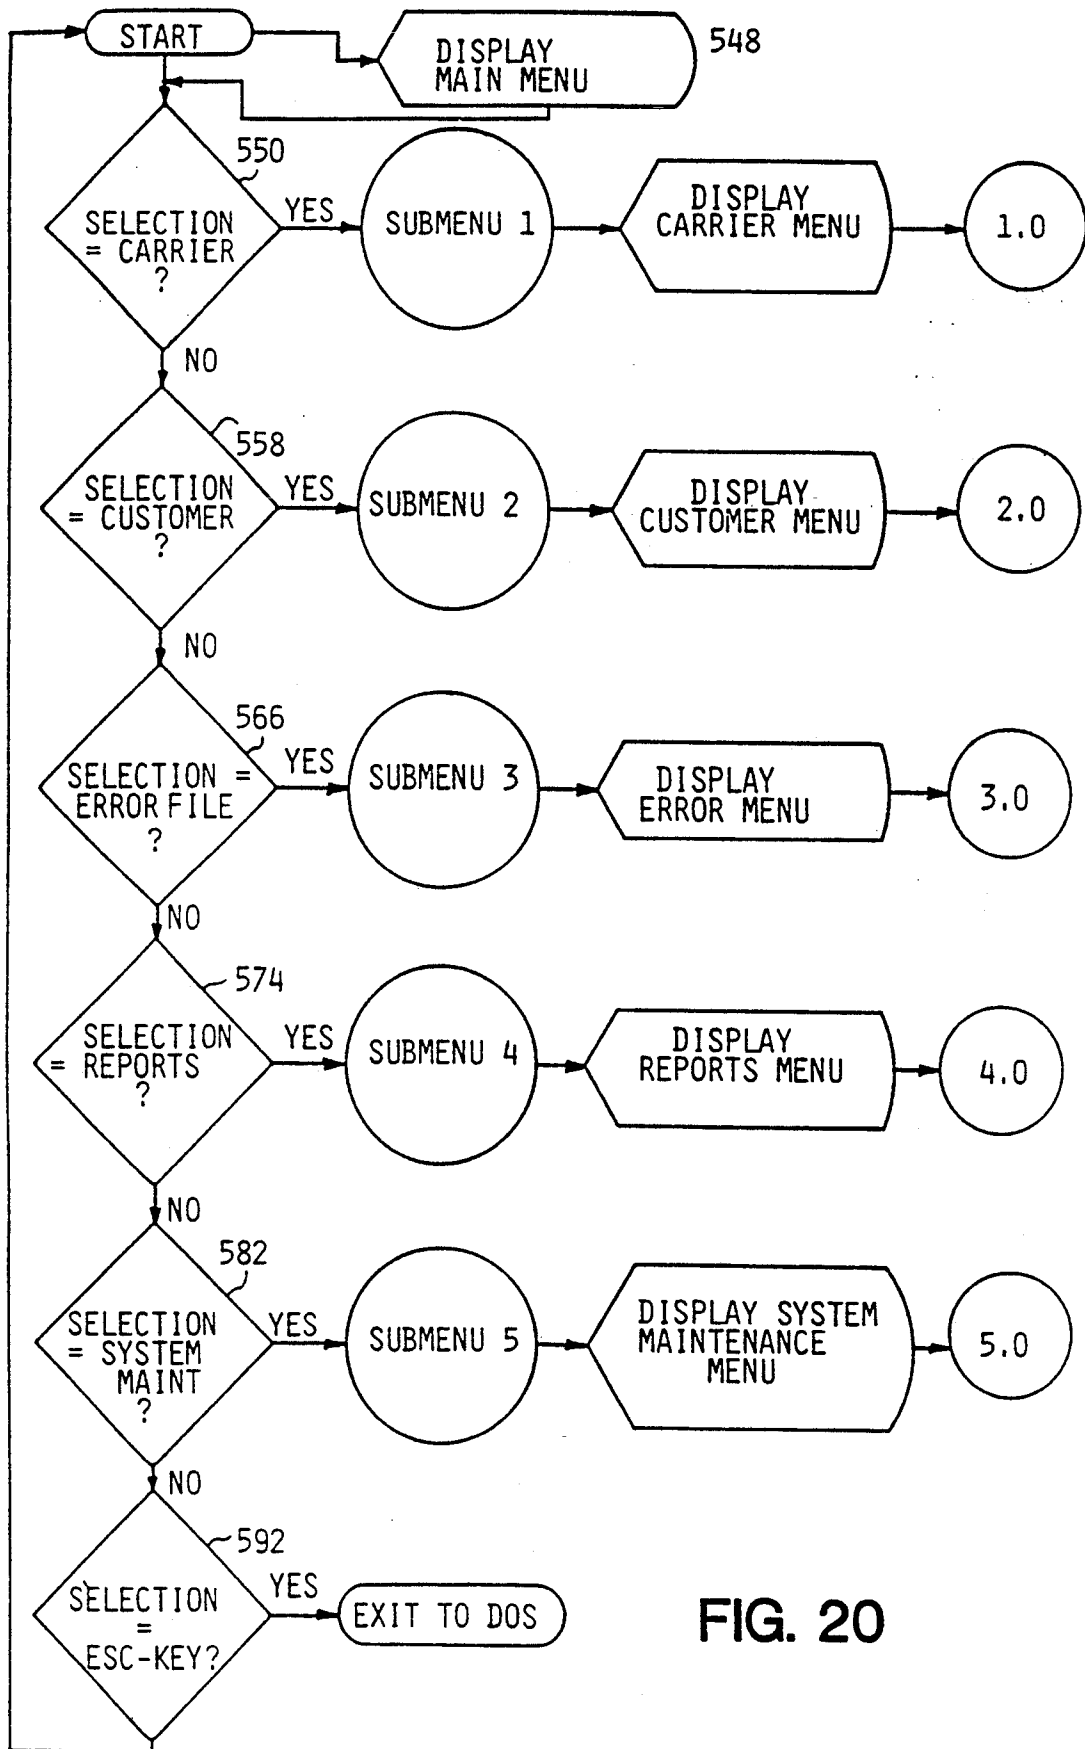 START
DISPLAY
MAIN MENU
548
550
SELECTION
= CARRIER
?
YES
SUBMENU 1
DISPLAY
CARRIER MENU
1.0
NO
558
SELECTION
= CUSTOMER
?
YES
SUBMENU 2
DISPLAY
CUSTOMER MENU
2.0
NO
566
SELECTION =
ERROR FILE
?
YES
SUBMENU 3
DISPLAY
ERROR MENU
3.0
NO
574
SELECTION
= REPORTS
?
YES
SUBMENU 4
DISPLAY
REPORTS MENU
4.0
NO
582
SELECTION
= SYSTEM
MAINT
?
YES
SUBMENU 5
DISPLAY SYSTEM
MAINTENANCE
MENU
5.0
NO
592
SELECTION
=
ESC-KEY?
YES
EXIT TO DOS
FIG. 20